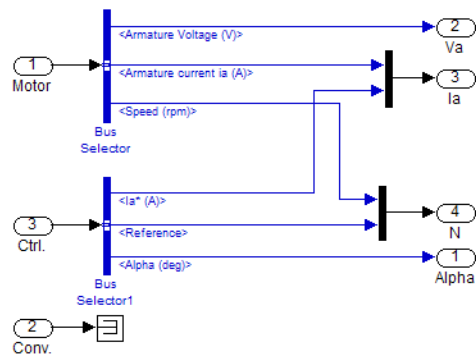 <Armature Voltage (V)>
2
Va
1
Motor
<Armature current ia (A)>
3
Ia
<Speed (rpm)>
Bus
Selector
<Ia* (A)>
3
Ctrl.
<Reference>
4
N
<Alpha (deg)>
1
Alpha
Bus
Selector1
2
Conv.